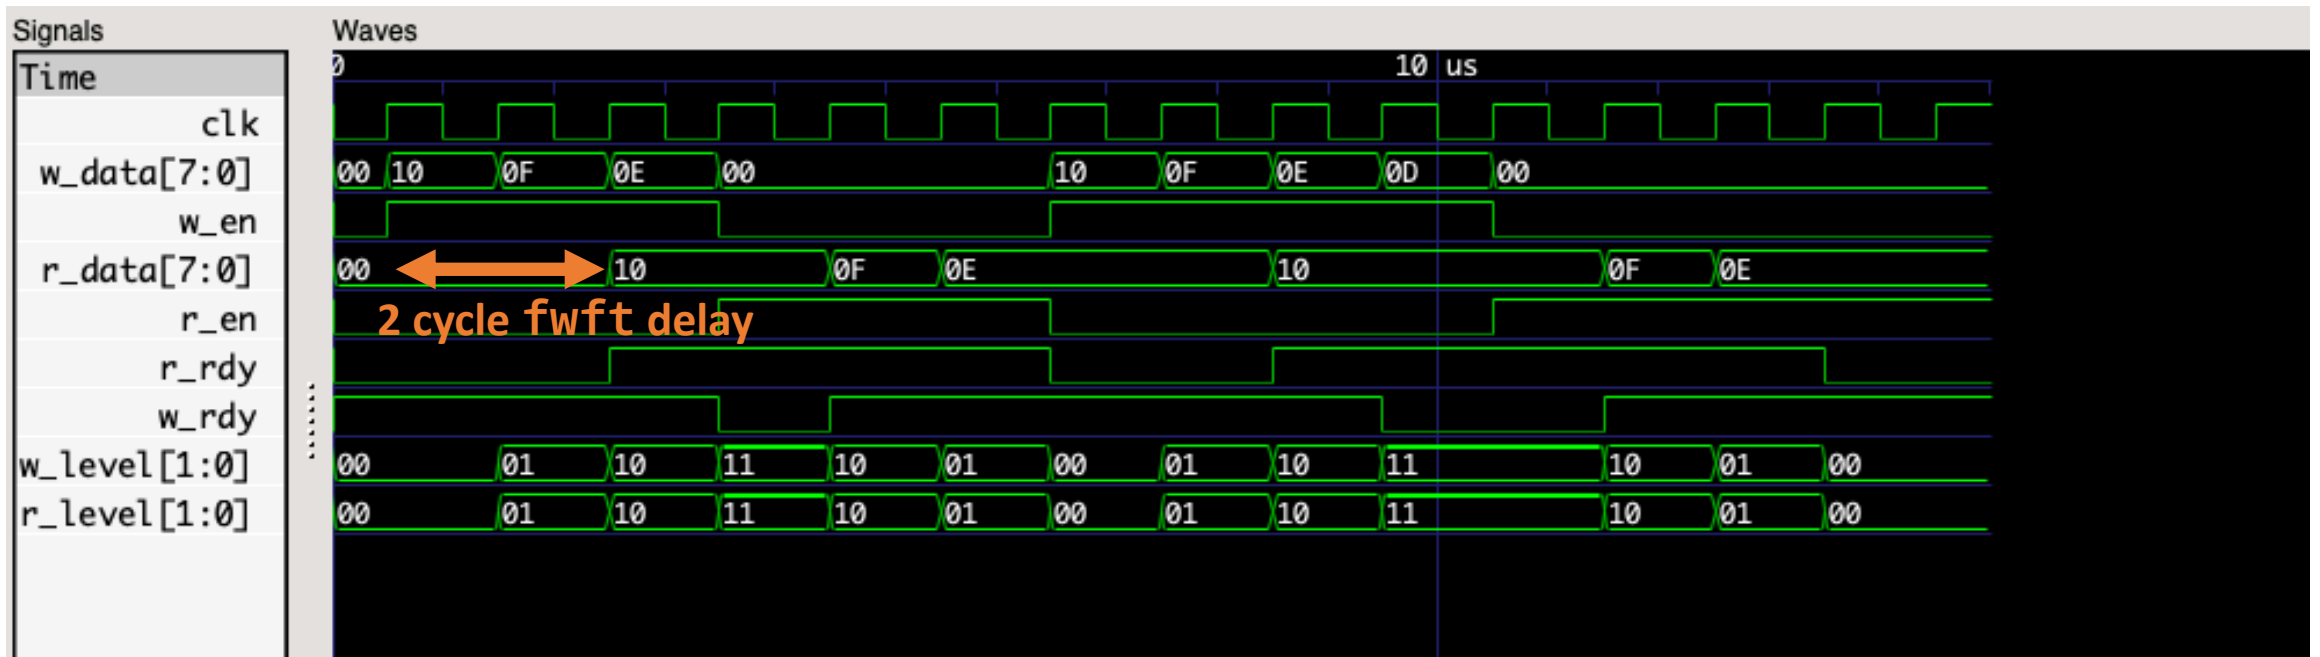 Signals Waves
Time 0 10 us
clk
w_data[7:0] 00 10 0F 0E 00 10 0F 0E 0D 00
w_en
r_data[7:0] 00 10 0F 0E 10 0F 0E
r_en 2 cycle fwft delay
r_rdy
w_rdy
w_level[1:0] 00 01 10 11 10 01 00 01 10 11 10 01 00
r_level[1:0] 00 01 10 11 10 01 00 01 10 11 10 01 00